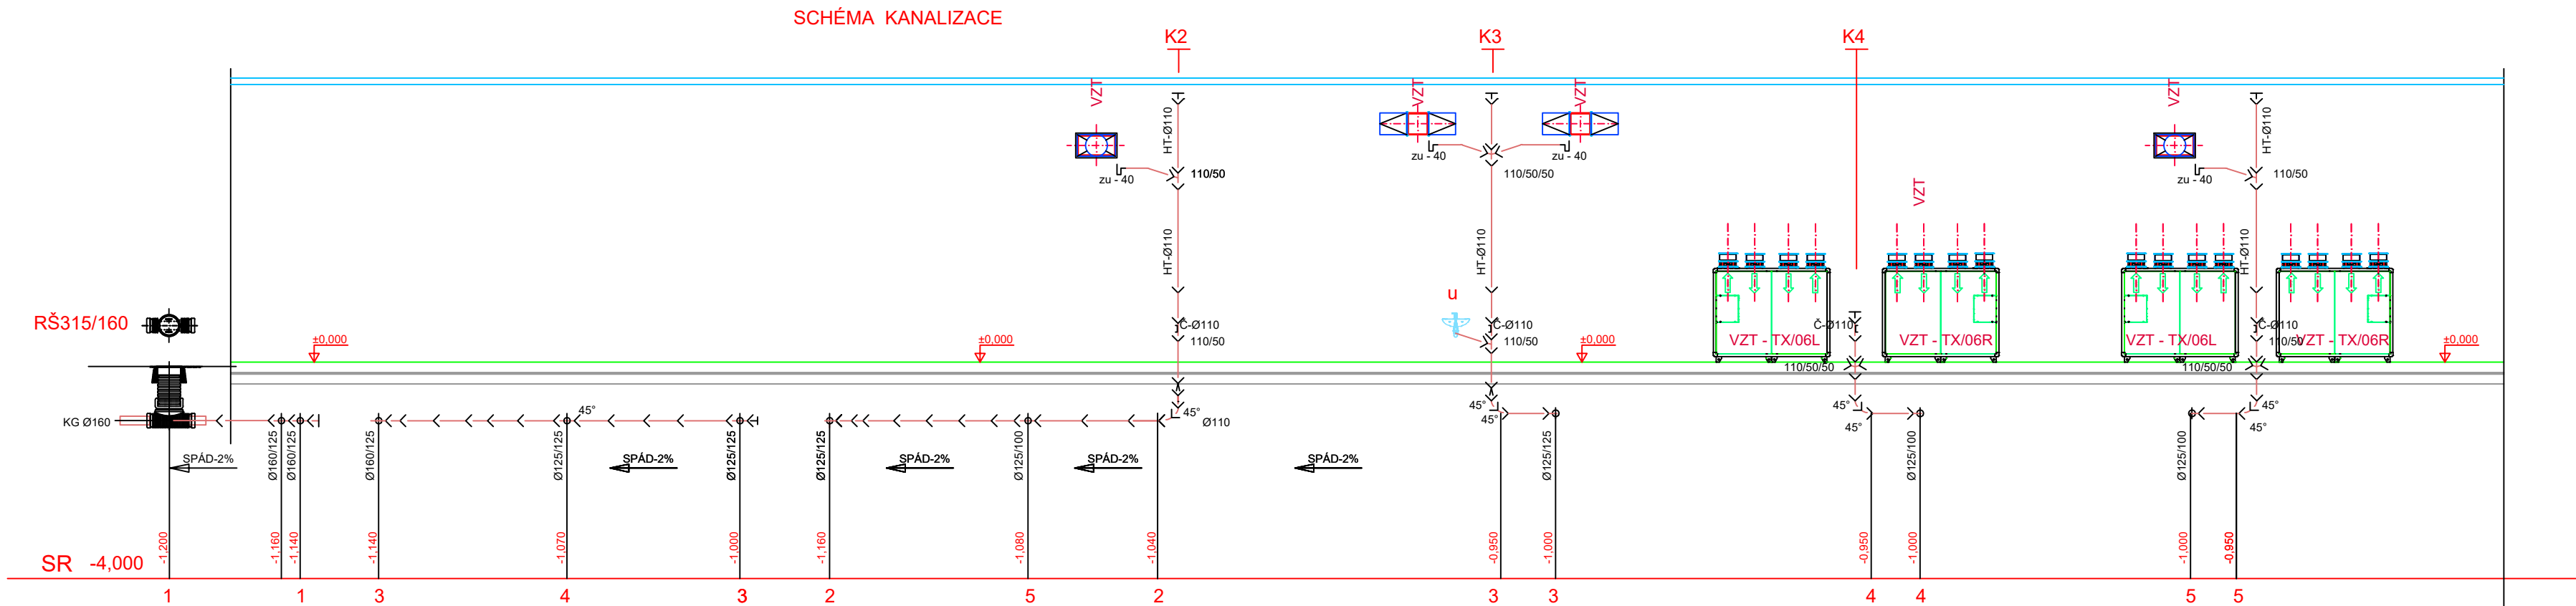 SCHÉMA KANALIZACE
K2
K3
K4
VZT
VZT
VZT
VZT
HT-Ø110
HT-Ø110
zu - 40
110/50
zu - 40
zu - 40
110/50/50
zu - 40
110/50
VZT
HT-Ø110
HT-Ø110
HT-Ø110
u
RŠ315/160
Č-Ø110
Č-Ø110
Č-Ø110
Č-Ø110
±0,000
±0,000
±0,000
±0,000
110/50
110/50
110/50
VZT - TX/06L
VZT - TX/06R
VZT - TX/06L
VZT - TX/06R
110/50/50
110/50/50
KG Ø160
45°
45°
Ø110
45°
45°
45°
45°
45°
45°
Ø160/125
Ø160/125
Ø160/125
Ø125/125
Ø125/125
Ø125/125
Ø125/100
Ø125/125
Ø125/100
Ø125/100
SPÁD-2%
SPÁD-2%
SPÁD-2%
SPÁD-2%
SPÁD-2%
-1,200
-1,160
-1,140
-1,140
-1,070
-1,000
-1,160
-1,080
-1,040
-0,950
-1,000
-0,950
-1,000
-1,000
-0,950
SR -4,000
1
1
3
4
3
2
5
2
3
3
4
4
5
5